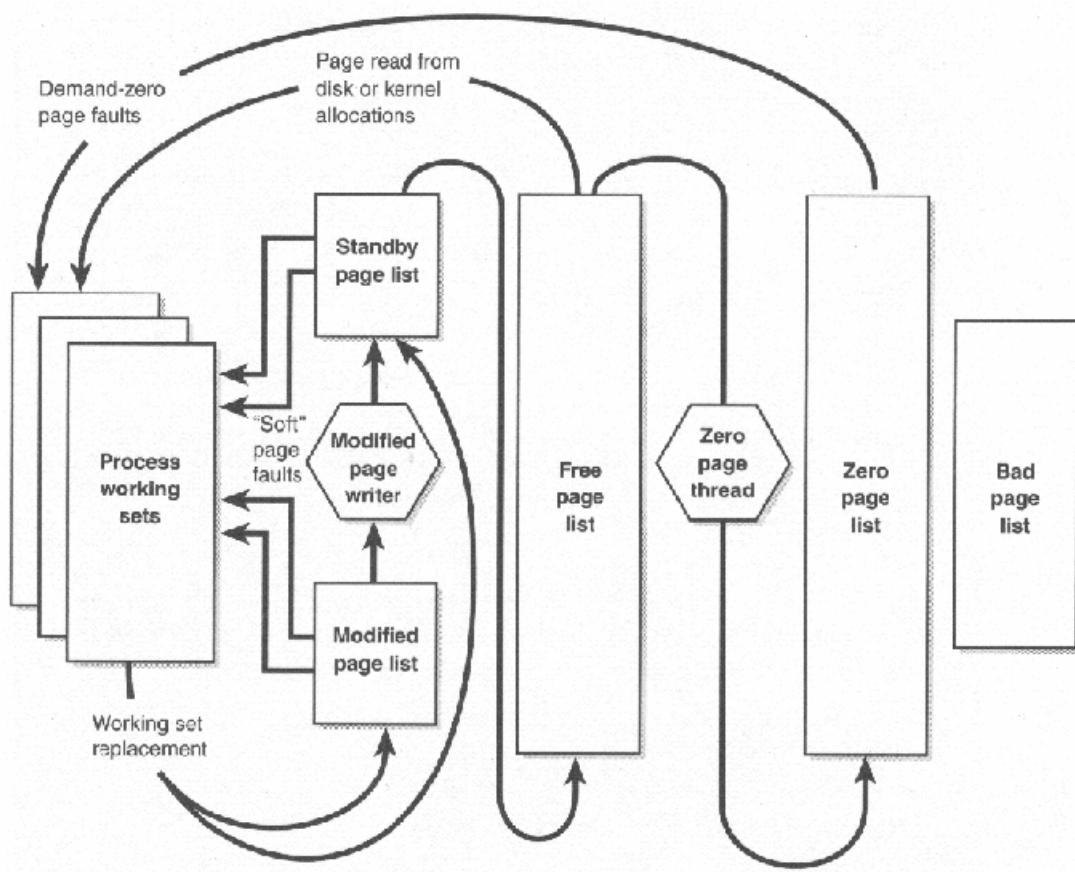 Demand-zero
page faults
Page read from
disk or kernel
allocations
Standby
page list
"Soft"
page
faults
Modified
page
writer
Process
working
sets
Free
page
list
Zero
page
thread
Zero
page
list
Bad
page
list
Modified
page list
Working set
replacement